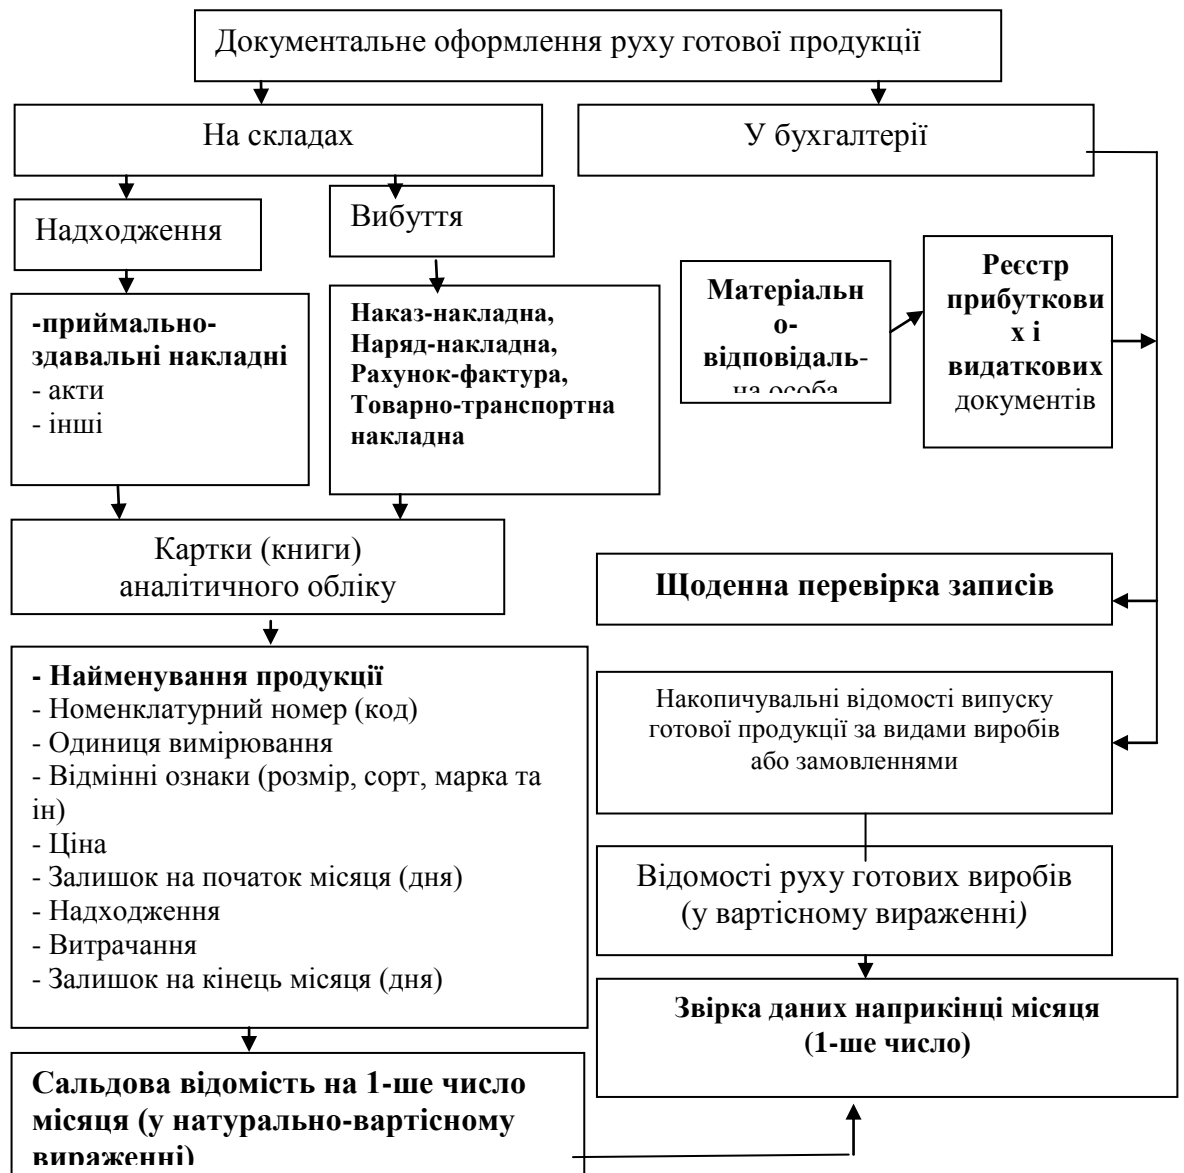 Документальне оформлення руху готової продукції
На складах
У бухгалтерії
Надходження
Вибуття
-приймально-
здавальні накладні
- акти
- інші
Наказ-накладна,
Наряд-накладна,
Рахунок-фактура,
Товарно-транспортна
накладна
Матеріальн
о-
відповідаль-
на особа
Реєстр
прибуткови
х і
видаткових
документів
Картки (книги)
аналітичного обліку
Щоденна перевірка записів
- Найменування продукції
- Номенклатурний номер (код)
- Одиниця вимірювання
- Відмінні ознаки (розмір, сорт, марка та
ін)
- Ціна
- Залишок на початок місяця (дня)
- Надходження
- Витрачання
- Залишок на кінець місяця (дня)
Накопичувальні відомості випуску
готової продукції за видами виробів
або замовленнями
Відомості руху готових виробів
(у вартісному вираженні)
Звірка даних наприкінці місяця
(1-ше число)
Сальдова відомість на 1-ше число
місяця (у натурально-вартісному
вираженні)